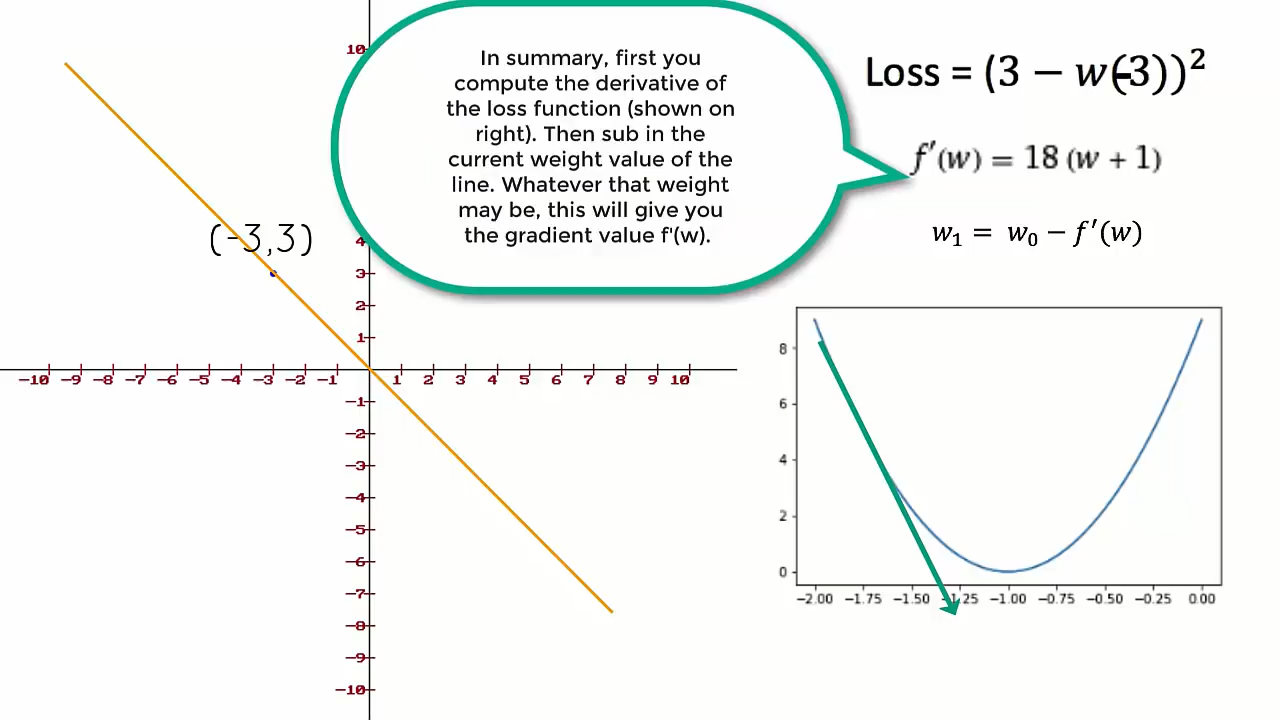 In summary, first you
compute the derivative of
the loss function (shown on
right). Then sub in the
current weight value of the
line. Whatever that weight
may be, this will give you
the gradient value f'(w).
Loss = (3 − w(-3))²
f′(w) = 18 (w + 1)
w₁ = w₀ − f′(w)
(-3,3)
10
4
3
2
1
-10 -9 -8 -7 -6 -5 -4 -3 -2 -1 1 2 3 4 5 6 7 8 9 10
-1
-2
-3
-4
-5
-6
-7
-8
-9
-10
8
6
4
2
0
−2.00 −1.75 −1.50 −1.25 −1.00 −0.75 −0.50 −0.25 0.00